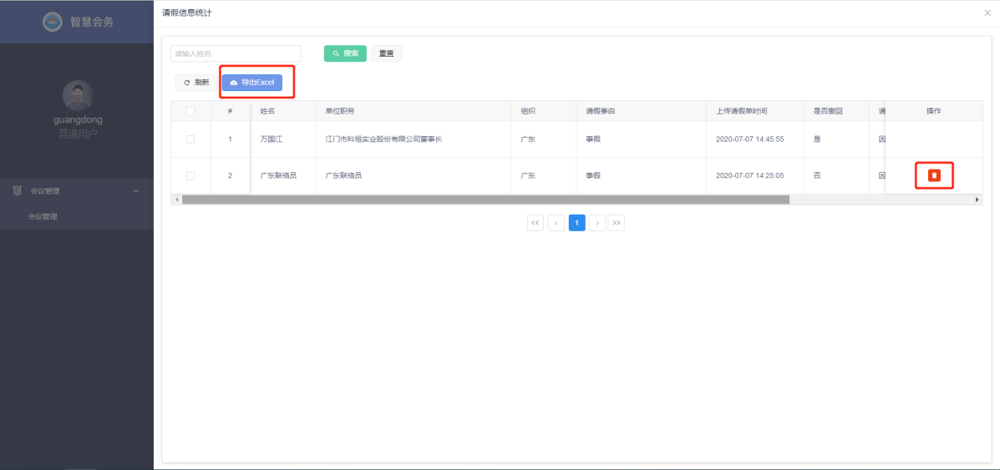 智慧会务
请假信息统计
guangdong
普通用户
会议管理
会议管理
请输入姓名
搜索
重置
刷新
导出Excel
# 姓名 单位职务 组织 请假事由 上传请假单时间 是否撤回 请 操作
1 万国江 江门市科恒实业股份有限公司董事长 广东 事假 2020-07-07 14:45:55 是 因
2 广东联络员 广东联络员 广东 事假 2020-07-07 14:25:05 否 因
<< < 1 > >>